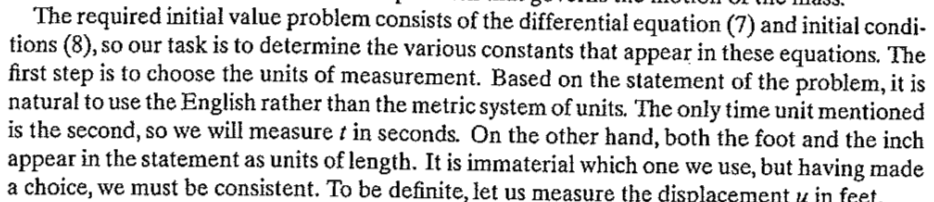 The required initial value problem consists of the differential equation (7) and initial condi-
tions (8), so our task is to determine the various constants that appear in these equations. The
first step is to choose the units of measurement. Based on the statement of the problem, it is
natural to use the English rather than the metric system of units. The only time unit mentioned
is the second, so we will measure t in seconds. On the other hand, both the foot and the inch
appear in the statement as units of length. It is immaterial which one we use, but having made
a choice, we must be consistent. To be definite, let us measure the displacement u in feet.